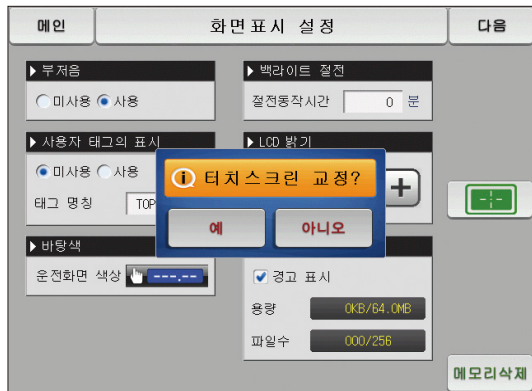 메인
화면표시 설정
다음
▶ 부저음
미사용 사용
▶ 백라이트 절전
절전동작시간 0 분
▶ 사용자 태그의 표시
미사용 사용
태그 명칭 TOP
▶ LCD 밝기
+
터치스크린 교정?
예 아니오
▶ 바탕색
운전화면 색상 ---.--
경고 표시
용량 0KB/64.0MB
파일수 000/256
메모리삭제